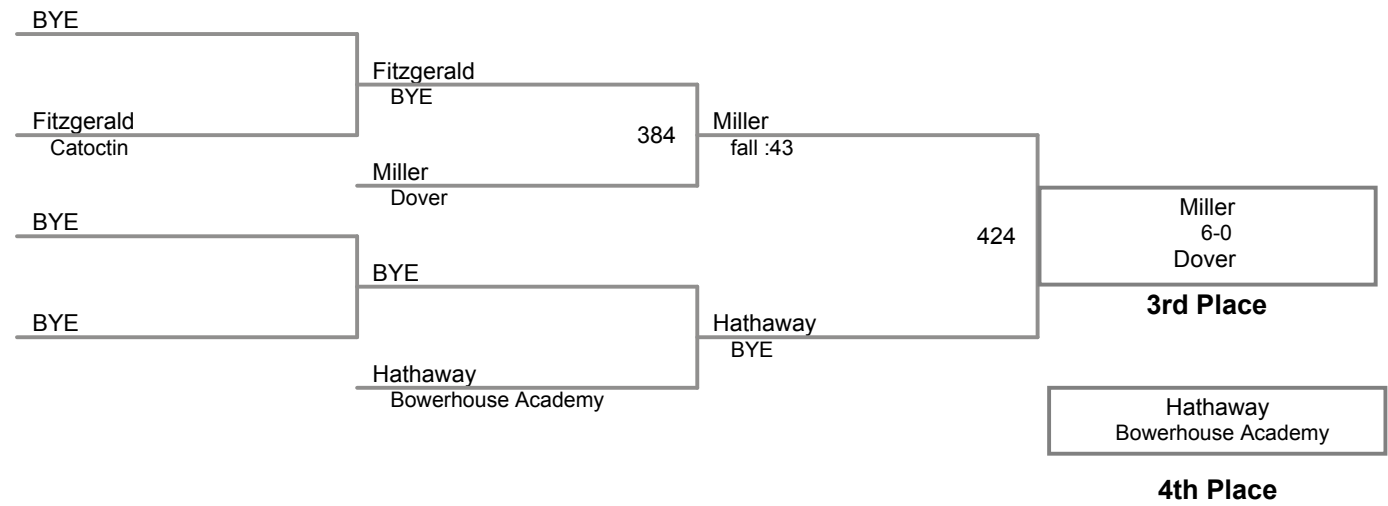 BYE
Fitzgerald
BYE
Fitzgerald
Catoctin
384
Miller
fall :43
Miller
Dover
BYE
424
Miller
6-0
Dover
3rd Place
BYE
BYE
Hathaway
BYE
Hathaway
Bowerhouse Academy
Hathaway
Bowerhouse Academy
4th Place